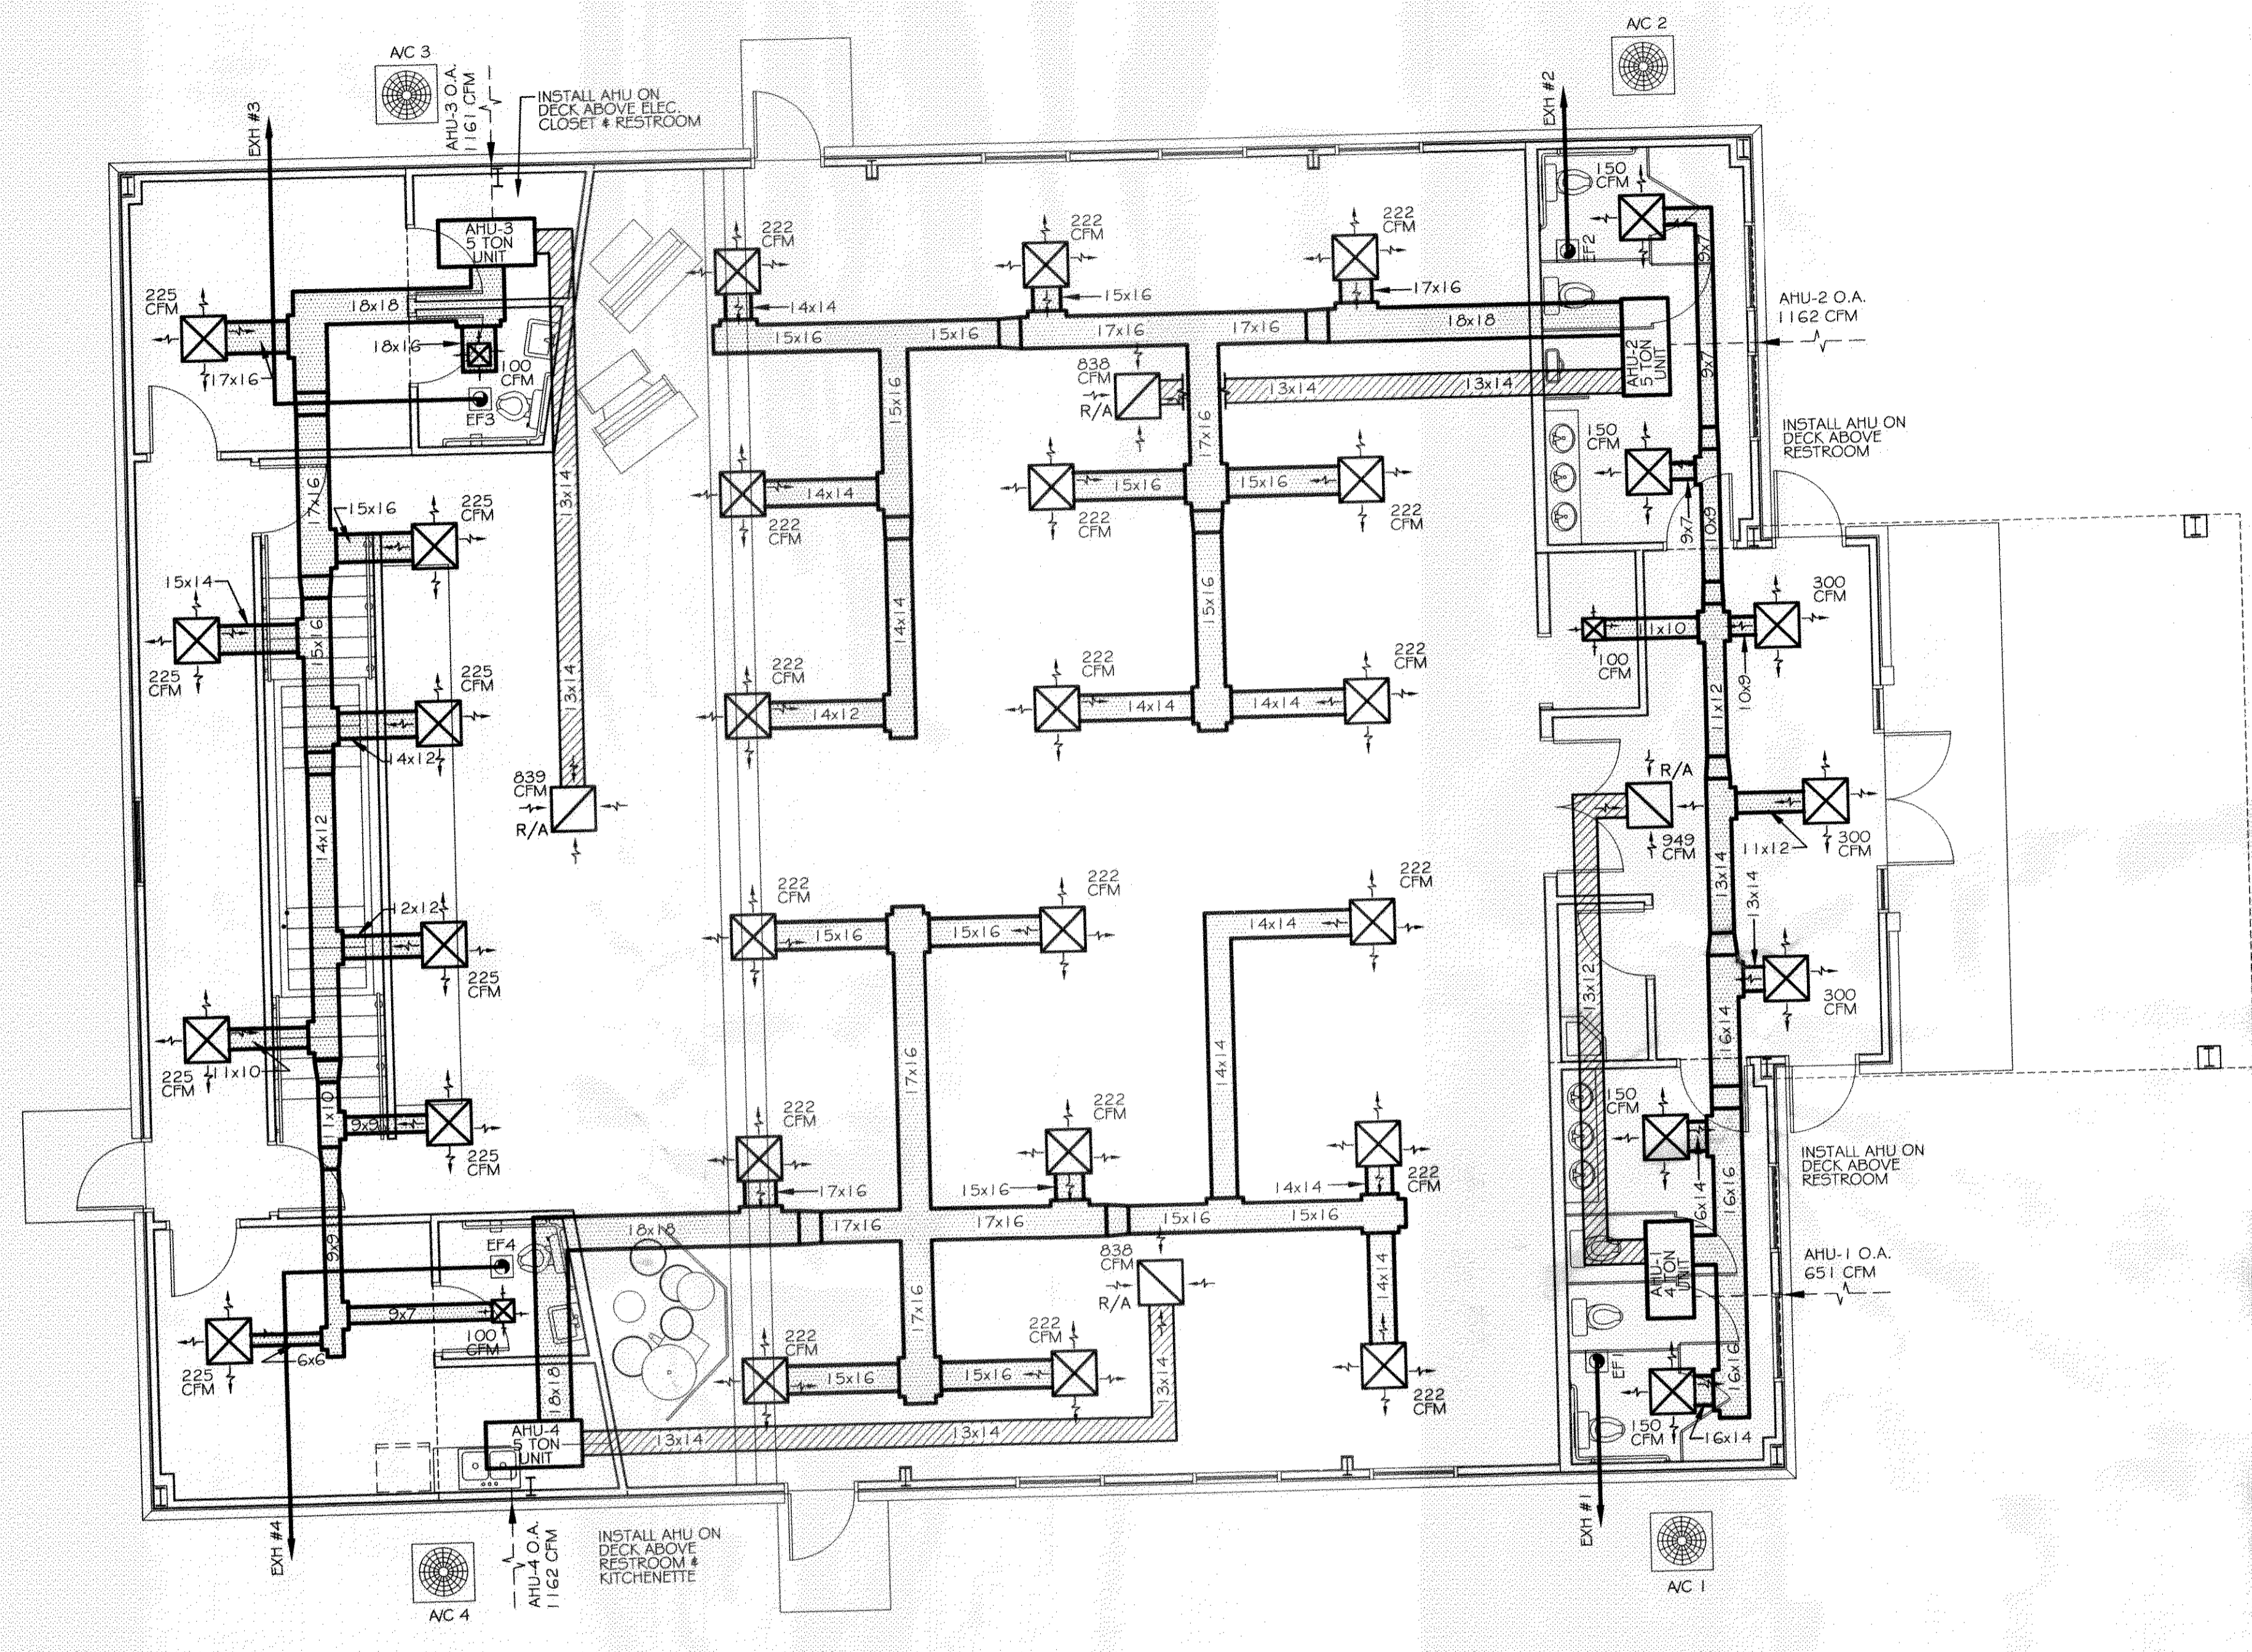 A/C 3
AHU-3 O.A.
1161 CFM
INSTALL AHU ON
DECK ABOVE ELEC.
CLOSET & RESTROOM
A/C 2
EXH #3
EXH #2
AHU-3
5 TON
UNIT
225
CFM
18x18
18x16
17x16
100
CFM
EF3
222
CFM
14x14
222
CFM
15x16
222
CFM
17x16
15x16
15x16
17x16
17x16
18x18
150
CFM
EF2
9x7
AHU-2
5 TON
UNIT
9x7
AHU-2 O.A.
1162 CFM
838
CFM
R/A
13x14
13x14
15x16
17x16
INSTALL AHU ON
DECK ABOVE
RESTROOM
150
CFM
9x7
10x9
17x16
15x16
225
CFM
13x14
14x14
222
CFM
15x16
15x16
222
CFM
222
CFM
15x14
225
CFM
15x16
14x14
15x16
300
CFM
11x10
100
CFM
10x9
11x12
225
CFM
14x12
13x14
222
CFM
14x12
222
CFM
14x14
14x14
222
CFM
839
CFM
R/A
14x12
R/A
949
CFM
11x12
300
CFM
13x14
13x14
12x12
225
CFM
222
CFM
15x16
15x16
222
CFM
14x14
222
CFM
13x12
300
CFM
16x14
17x16
14x14
225
CFM
11x10
11x10
9x9
225
CFM
222
CFM
17x16
222
CFM
15x16
14x14
222
CFM
150
CFM
16x14
16x16
INSTALL AHU ON
DECK ABOVE
RESTROOM
18x18
17x16
17x16
15x16
15x16
9x9
EF4
838
CFM
R/A
14x14
AHU-1
4 TON
UNIT
AHU-1 O.A.
651 CFM
9x7
100
CFM
6x6
225
CFM
18x18
17x16
222
CFM
15x16
15x16
222
CFM
13x14
222
CFM
EF1
16x16
150
CFM
16x14
AHU-4
5 TON
UNIT
13x14
13x14
EXH #4
AHU-4 O.A.
1162 CFM
INSTALL AHU ON
DECK ABOVE
RESTROOM &
KITCHENETTE
EXH #1
A/C 4
A/C 1